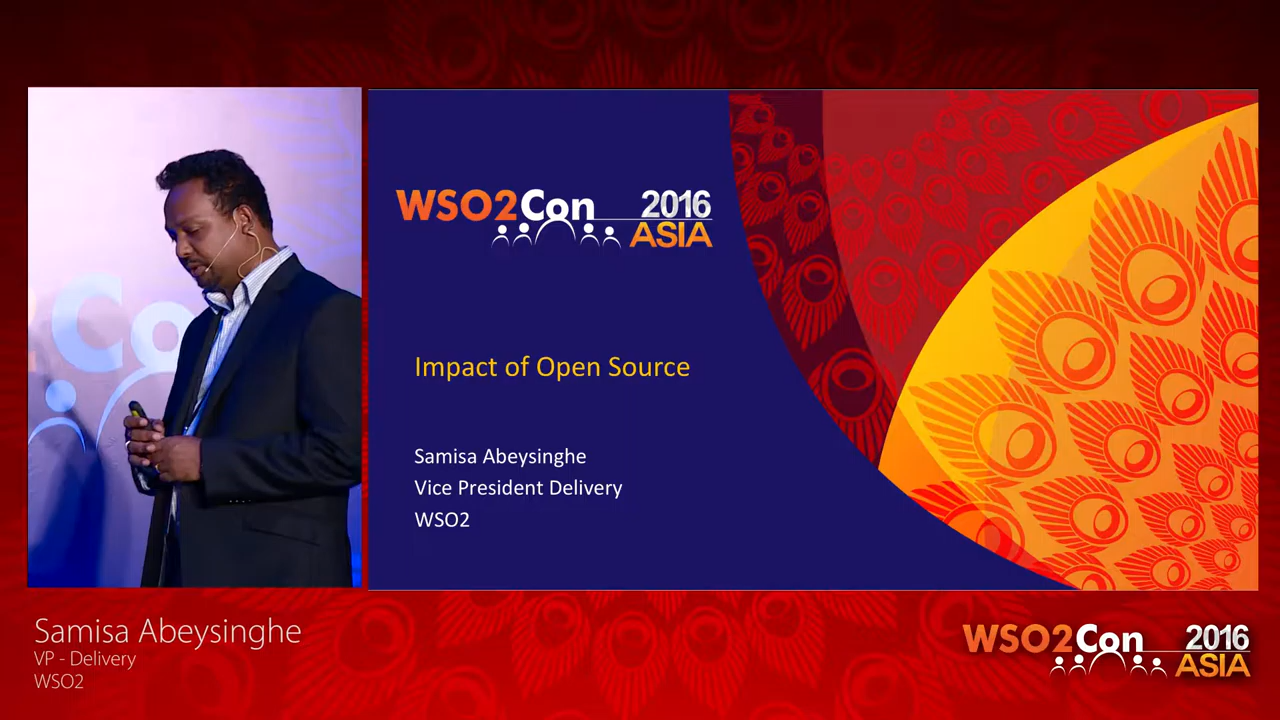 WSO2Con 2016
ASIA
Impact of Open Source
Samisa Abeysinghe
Vice President Delivery
WSO2
2Co
Samisa Abeysinghe
VP - Delivery
WSO2
WSO2Con 2016
ASIA